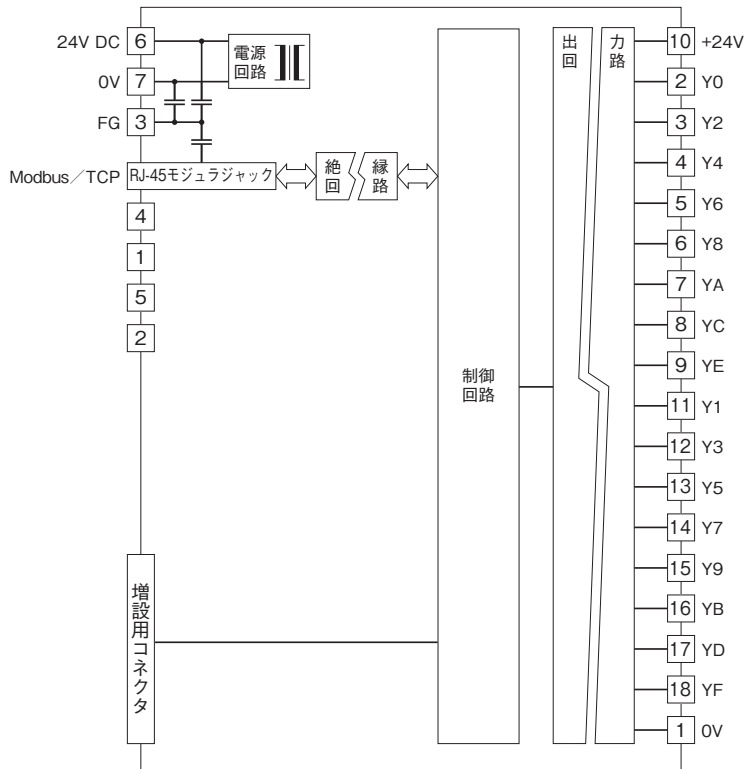 24V DC 6
0V 7
FG 3
電源
回路
Modbus／TCP RJ-45モジュラジャック
絶縁
回路
4
1
5
2
増設用コネクタ
制御
回路
出力
回路
10 +24V
2 Y0
3 Y2
4 Y4
5 Y6
6 Y8
7 YA
8 YC
9 YE
11 Y1
12 Y3
13 Y5
14 Y7
15 Y9
16 YB
17 YD
18 YF
1 0V